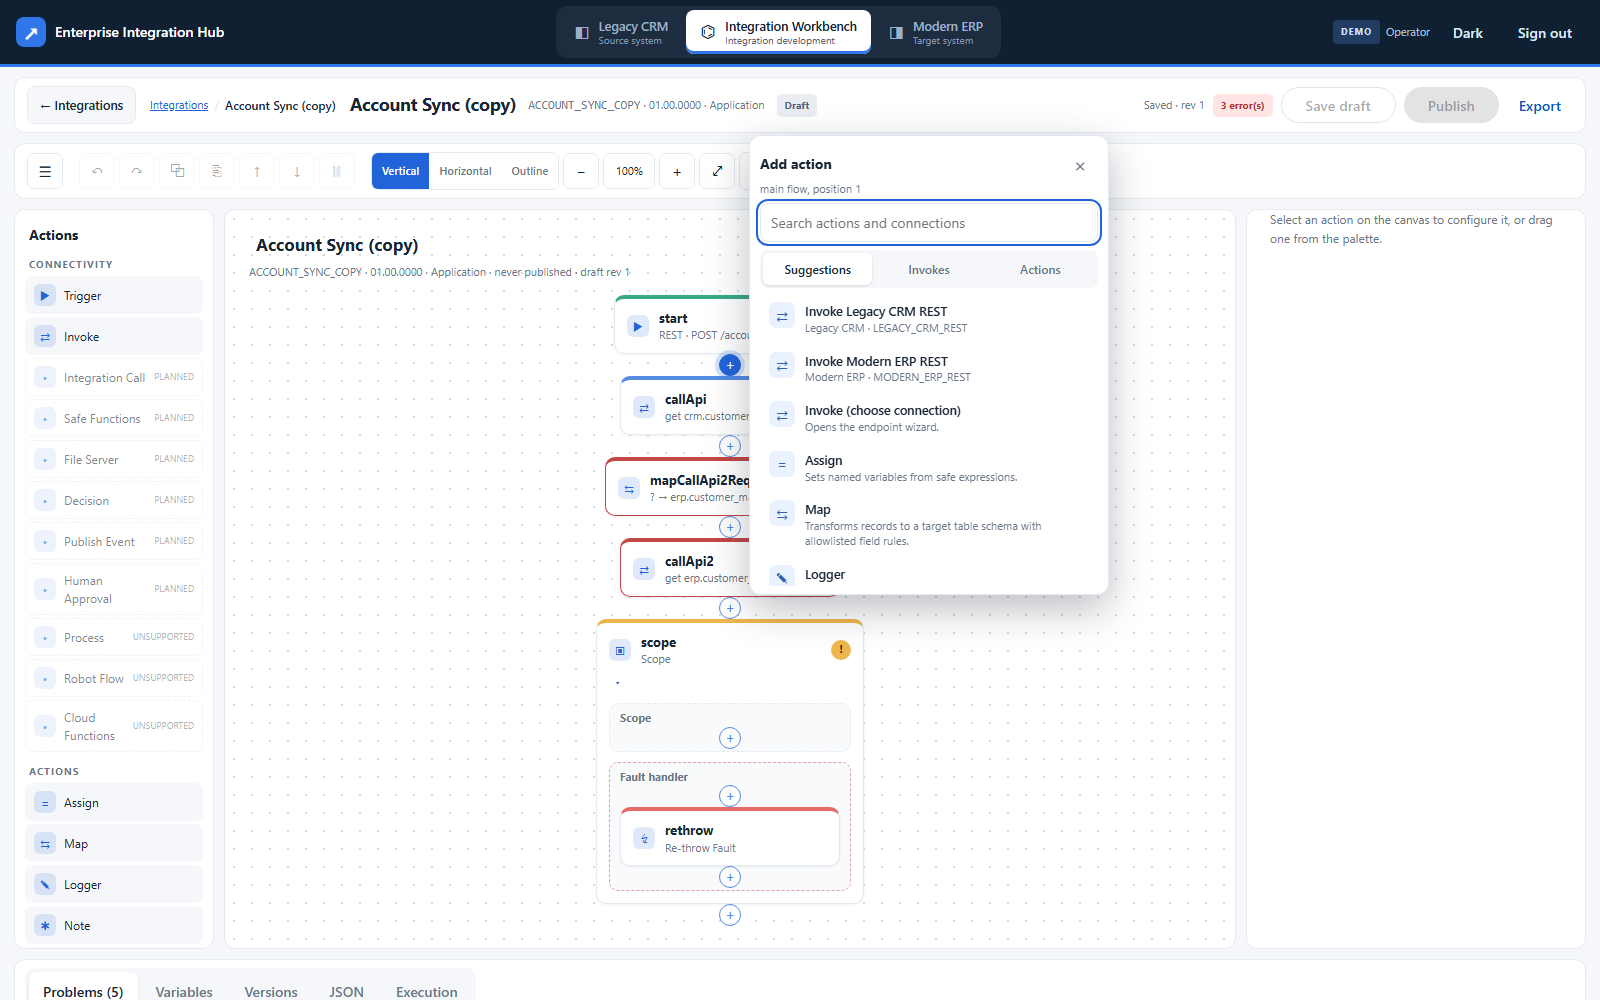 Enterprise Integration Hub
Legacy CRM
Source system
Integration Workbench
Integration development
Modern ERP
Target system
DEMO
Operator
Dark
Sign out
← Integrations
Integrations / Account Sync (copy)
Account Sync (copy)
ACCOUNT_SYNC_COPY · 01.00.0000 · Application
Draft
Saved · rev 1
3 error(s)
Save draft
Publish
Export
Vertical
Horizontal
Outline
−
100%
+
Actions
CONNECTIVITY
Trigger
Invoke
Integration Call PLANNED
Safe Functions PLANNED
File Server PLANNED
Decision PLANNED
Publish Event PLANNED
Human
Approval
PLANNED
Process UNSUPPORTED
Robot Flow UNSUPPORTED
Cloud
Functions
UNSUPPORTED
ACTIONS
Assign
Map
Logger
Note
Account Sync (copy)
ACCOUNT_SYNC_COPY · 01.00.0000 · Application · never published · draft rev 1
start
REST · POST /accou
callApi
get crm.customer
mapCallApi2Req
? → erp.customer_m
callApi2
get erp.customer_
scope
Scope
!
Scope
Fault handler
rethrow
Re-throw Fault
Add action
×
main flow, position 1
Search actions and connections
Suggestions
Invokes
Actions
Invoke Legacy CRM REST
Legacy CRM · LEGACY_CRM_REST
Invoke Modern ERP REST
Modern ERP · MODERN_ERP_REST
Invoke (choose connection)
Opens the endpoint wizard.
Assign
Sets named variables from safe expressions.
Map
Transforms records to a target table schema with
allowlisted field rules.
Logger
Select an action on the canvas to configure it, or drag
one from the palette.
Problems (5)
Variables
Versions
JSON
Execution